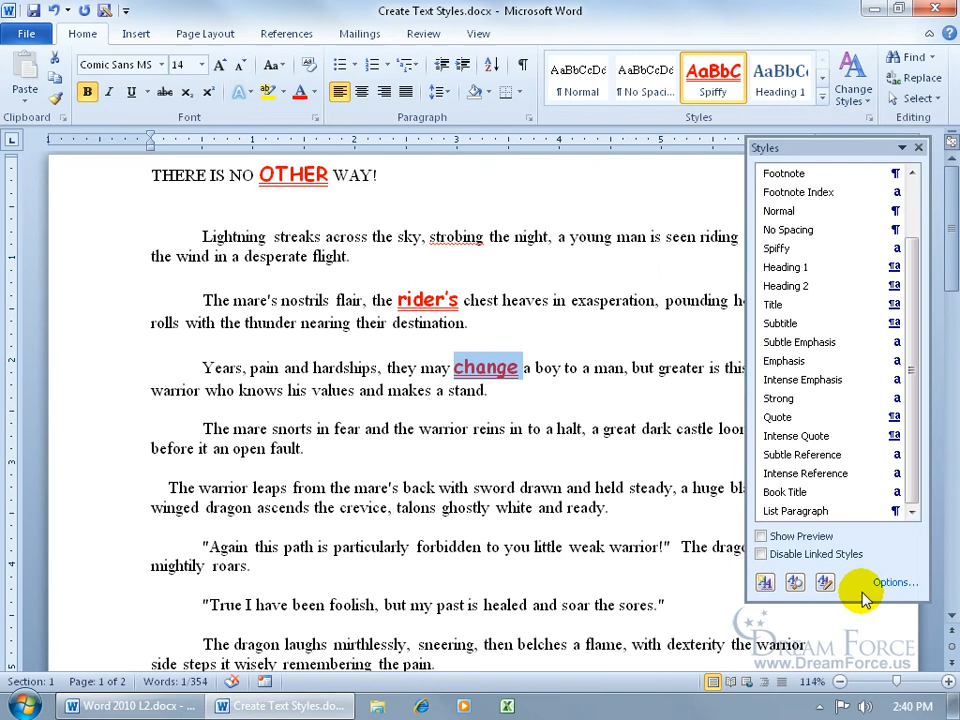 Create Text Styles.docx - Microsoft Word
File Home Insert Page Layout References Mailings Review View
Comic Sans MS 14
Paste
B I U abc x₂ x²
AaBbCcDd AaBbCcDd AaBbC AaBbCc
¶ Normal ¶ No Spaci... Spiffy Heading 1
Change Styles
Find
Replace
Select
Clipboard Font Paragraph Styles Editing
Styles
Footnote
Footnote Index
Normal
No Spacing
Spiffy
Heading 1
Heading 2
Title
Subtitle
Subtle Emphasis
Emphasis
Intense Emphasis
Strong
Quote
Intense Quote
Subtle Reference
Intense Reference
Book Title
List Paragraph
Show Preview
Disable Linked Styles
Options...
THERE IS NO OTHER WAY!
Lightning streaks across the sky, strobing the night, a young man is seen riding
the wind in a desperate flight.
The mare's nostrils flair, the rider's chest heaves in exasperation, pounding
rolls with the thunder nearing their destination.
Years, pain and hardships, they may change a boy to a man, but greater is this
warrior who knows his values and makes a stand.
The mare snorts in fear and the warrior reins in to a halt, a great dark castle
before it an open fault.
The warrior leaps from the mare's back with sword drawn and held steady, a huge
winged dragon ascends the crevice, talons ghostly white and ready.
"Again this path is particularly forbidden to you little weak warrior!" The
mightily roars.
"True I have been foolish, but my past is healed and soar the sores."
The dragon laughs mirthlessly, sneering, then belches a flame, with dexterity the warrior
side steps it wisely remembering the pain.
DREAM FORCE
www.DreamForce.us
Section: 1 Page: 1 of 2 Words: 1/354 114%
Word 2010 L2.docx - ... Create Text Styles.do... 2:40 PM